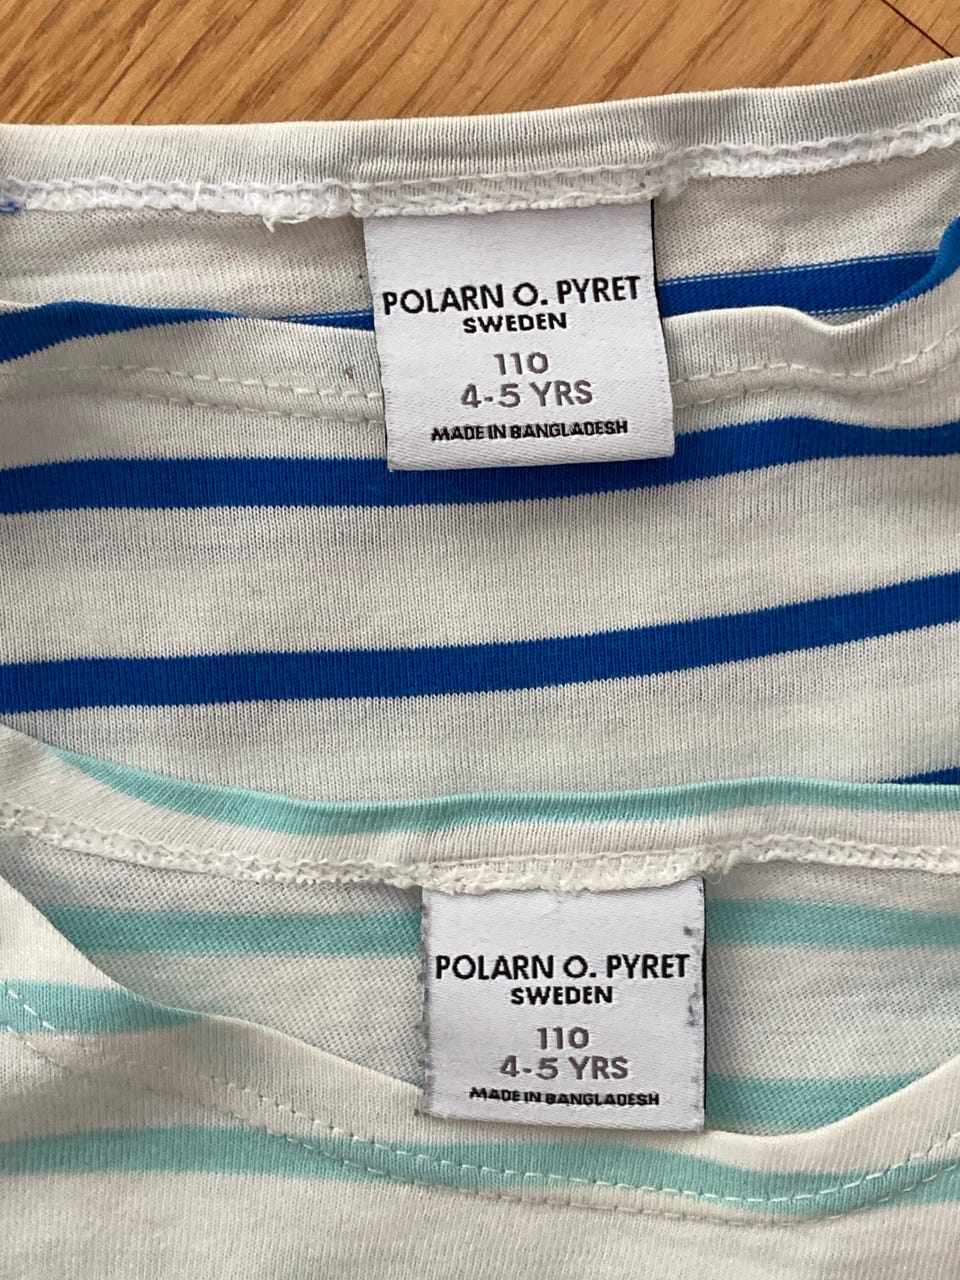 POLARN O. PYRET
SWEDEN
110
4-5 YRS
MADE IN BANGLADESH
POLARN O. PYRET
SWEDEN
110
4-5 YRS
MADE IN BANGLADESH